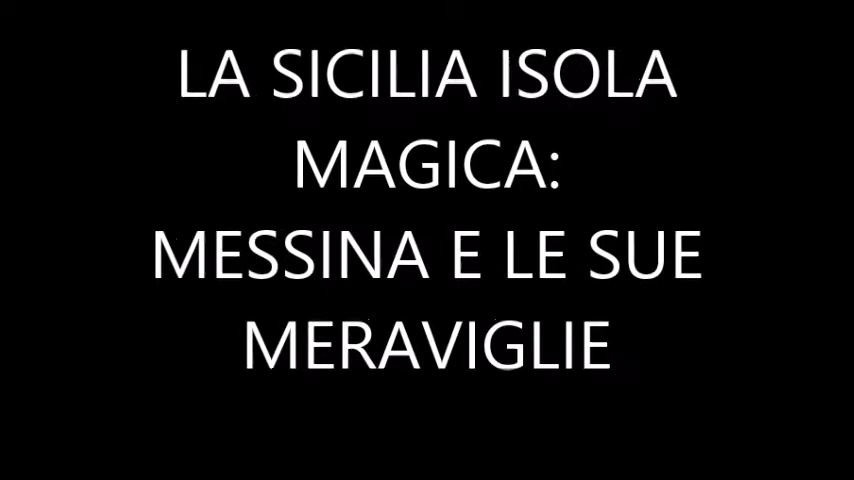 LA SICILIA ISOLA
MAGICA:
MESSINA E LE SUE
MERAVIGLIE